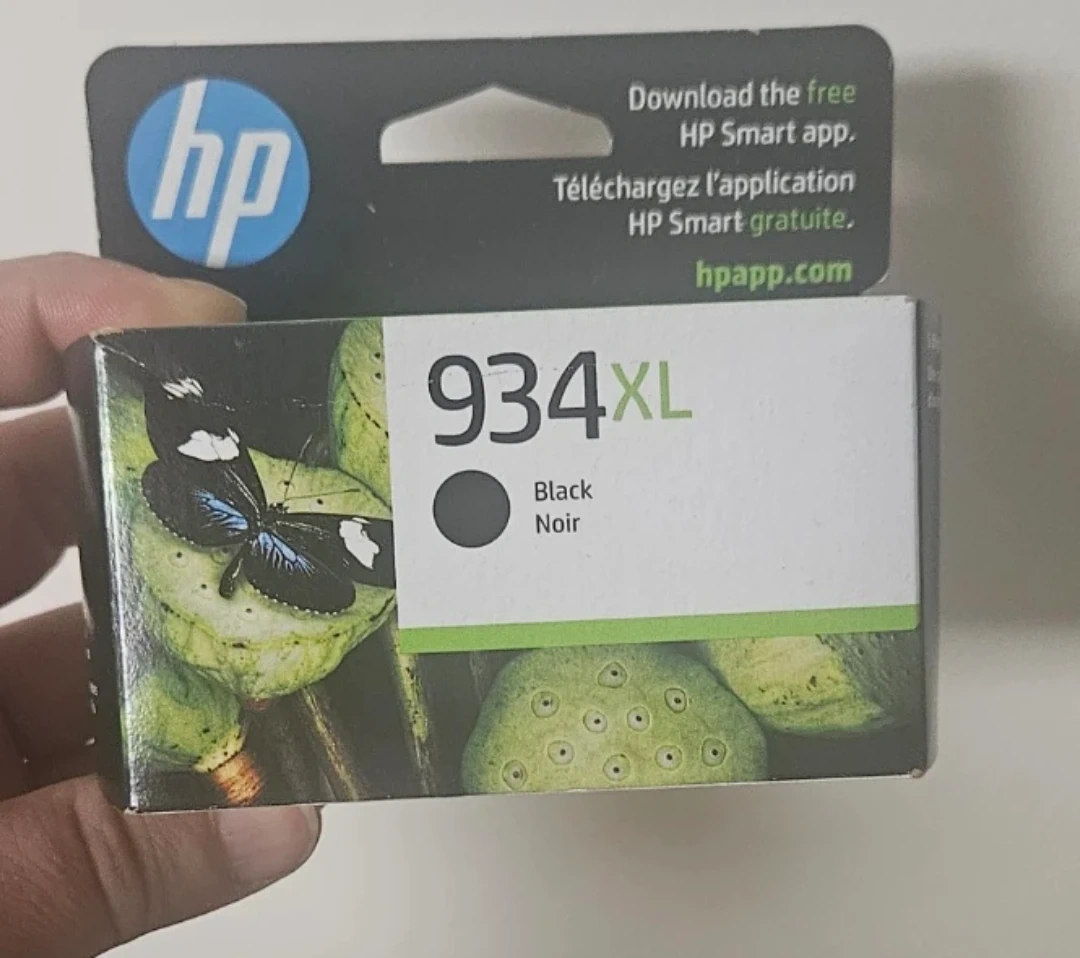 hp
Download the free
HP Smart app.
Téléchargez l'application
HP Smart gratuite.
hpapp.com
934XL
Black
Noir